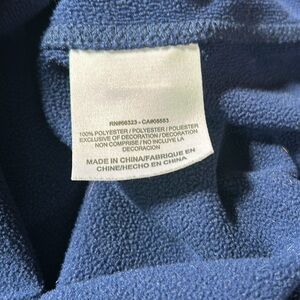 RN#66323 - CA#05553
100% POLYESTER / POLYESTER / POLIESTER
EXCLUSIVE OF DECORATION / DECORATION
NON COMPRISE / NO INCLUYE LA
DECORACION
MADE IN CHINA/FABRIQUE EN
CHINE/HECHO EN CHINA